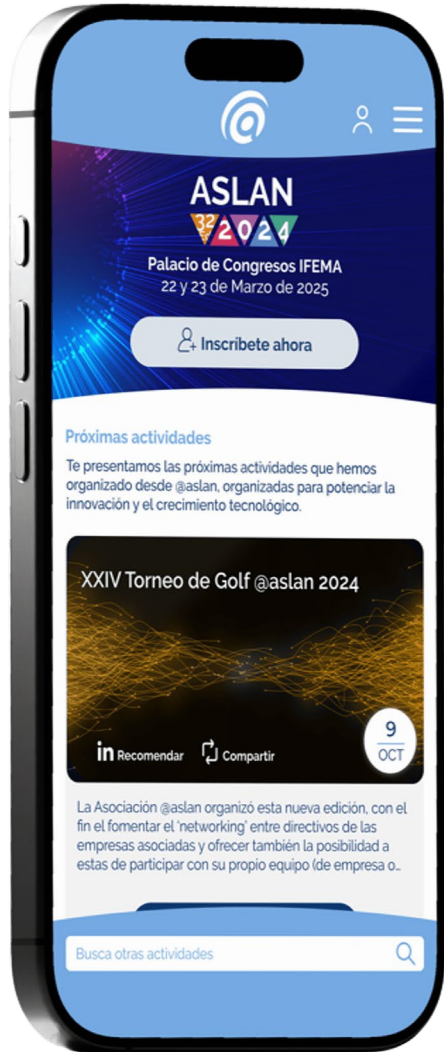 ASLAN
32 2024
Palacio de Congresos IFEMA
22 y 23 de Marzo de 2025
Inscríbete ahora
Próximas actividades
Te presentamos las próximas actividades que hemos
organizado desde @aslan, organizadas para potenciar la
innovación y el crecimiento tecnológico.
XXIV Torneo de Golf @aslan 2024
in Recomendar
Compartir
9
OCT
La Asociación @aslan organizó esta nueva edición, con el
fin el fomentar el 'networking' entre directivos de las
empresas asociadas y ofrecer también la posibilidad a
estas de participar con su propio equipo (de empresa o...
Busca otras actividades